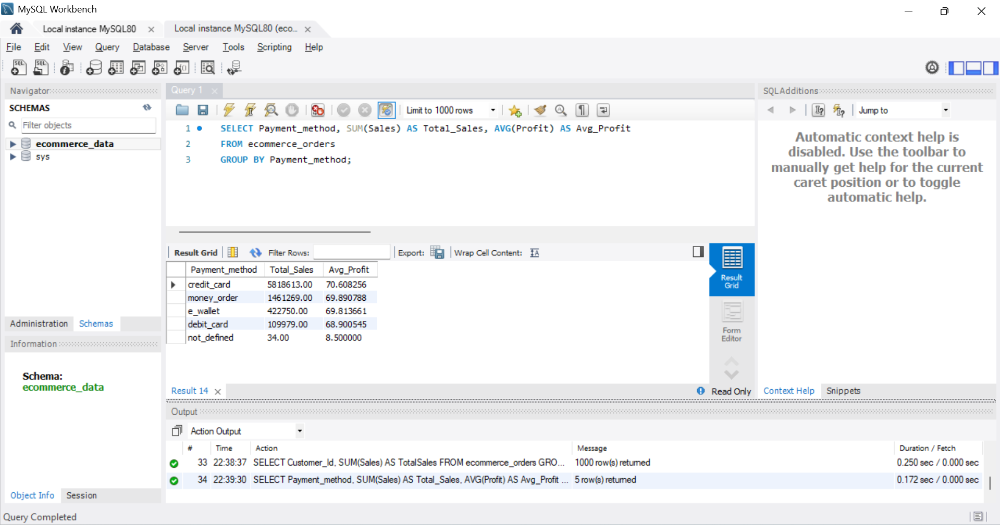 MySQL Workbench
Local instance MySQL80
Local instance MySQL80 (eco...
File Edit View Query Database Server Tools Scripting Help
Navigator
SCHEMAS
Filter objects
ecommerce_data
sys
Administration Schemas
Information
Schema:
ecommerce_data
Object Info Session
Query 1
Limit to 1000 rows
1 SELECT Payment_method, SUM(Sales) AS Total_Sales, AVG(Profit) AS Avg_Profit
2 FROM ecommerce_orders
3 GROUP BY Payment_method;
Result Grid Filter Rows: Export: Wrap Cell Content:
Payment_method Total_Sales Avg_Profit
credit_card 5818613.00 70.608256
money_order 1461269.00 69.890788
e_wallet 422750.00 69.813661
debit_card 109979.00 68.900545
not_defined 34.00 8.500000
Result
Grid
Form
Editor
Result 14
Read Only
SQLAdditions
Jump to
Automatic context help is
disabled. Use the toolbar to
manually get help for the current
caret position or to toggle
automatic help.
Context Help Snippets
Output
Action Output
# Time Action Message Duration / Fetch
33 22:38:37 SELECT Customer_Id, SUM(Sales) AS TotalSales FROM ecommerce_orders GRO... 1000 row(s) returned 0.250 sec / 0.000 sec
34 22:39:30 SELECT Payment_method, SUM(Sales) AS Total_Sales, AVG(Profit) AS Avg_Profit ... 5 row(s) returned 0.172 sec / 0.000 sec
Query Completed